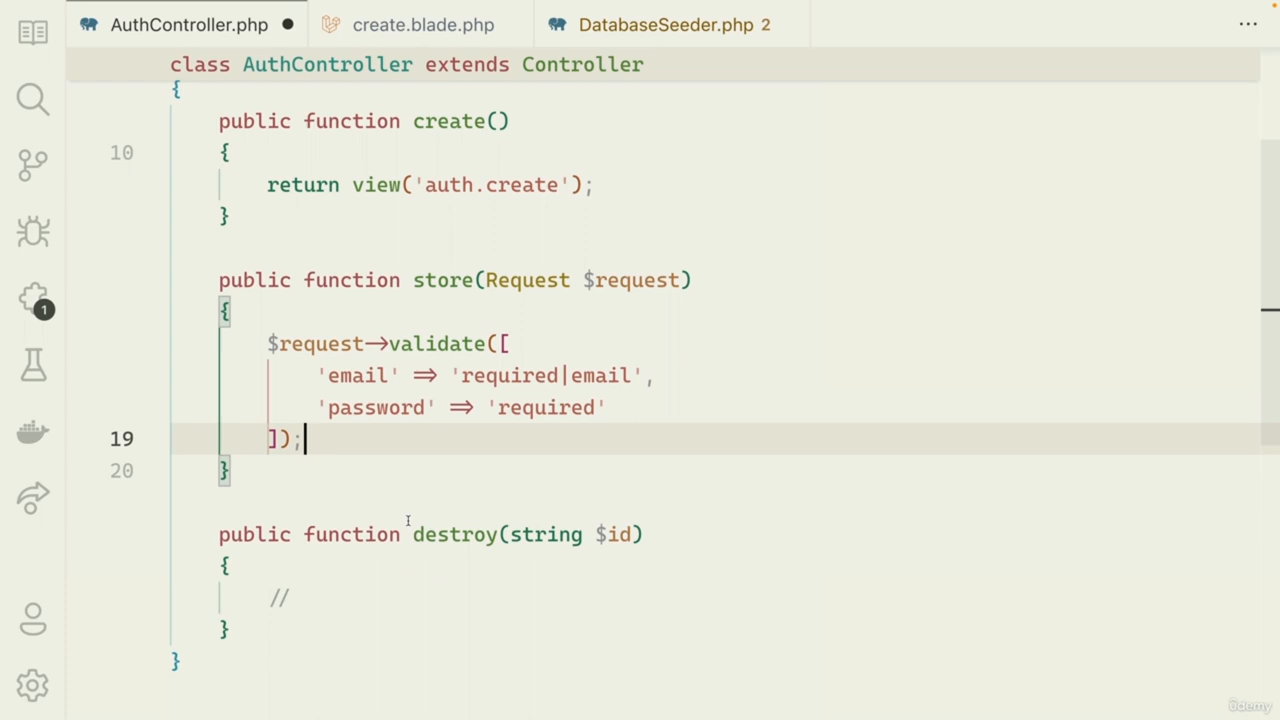 AuthController.php
create.blade.php
DatabaseSeeder.php 2
class AuthController extends Controller
{
public function create()
10 {
return view('auth.create');
}
public function store(Request $request)
{
$request->validate([
'email' => 'required|email',
'password' => 'required'
19 ]);
20 }
public function destroy(string $id)
{
//
}
}
1
ûdemy